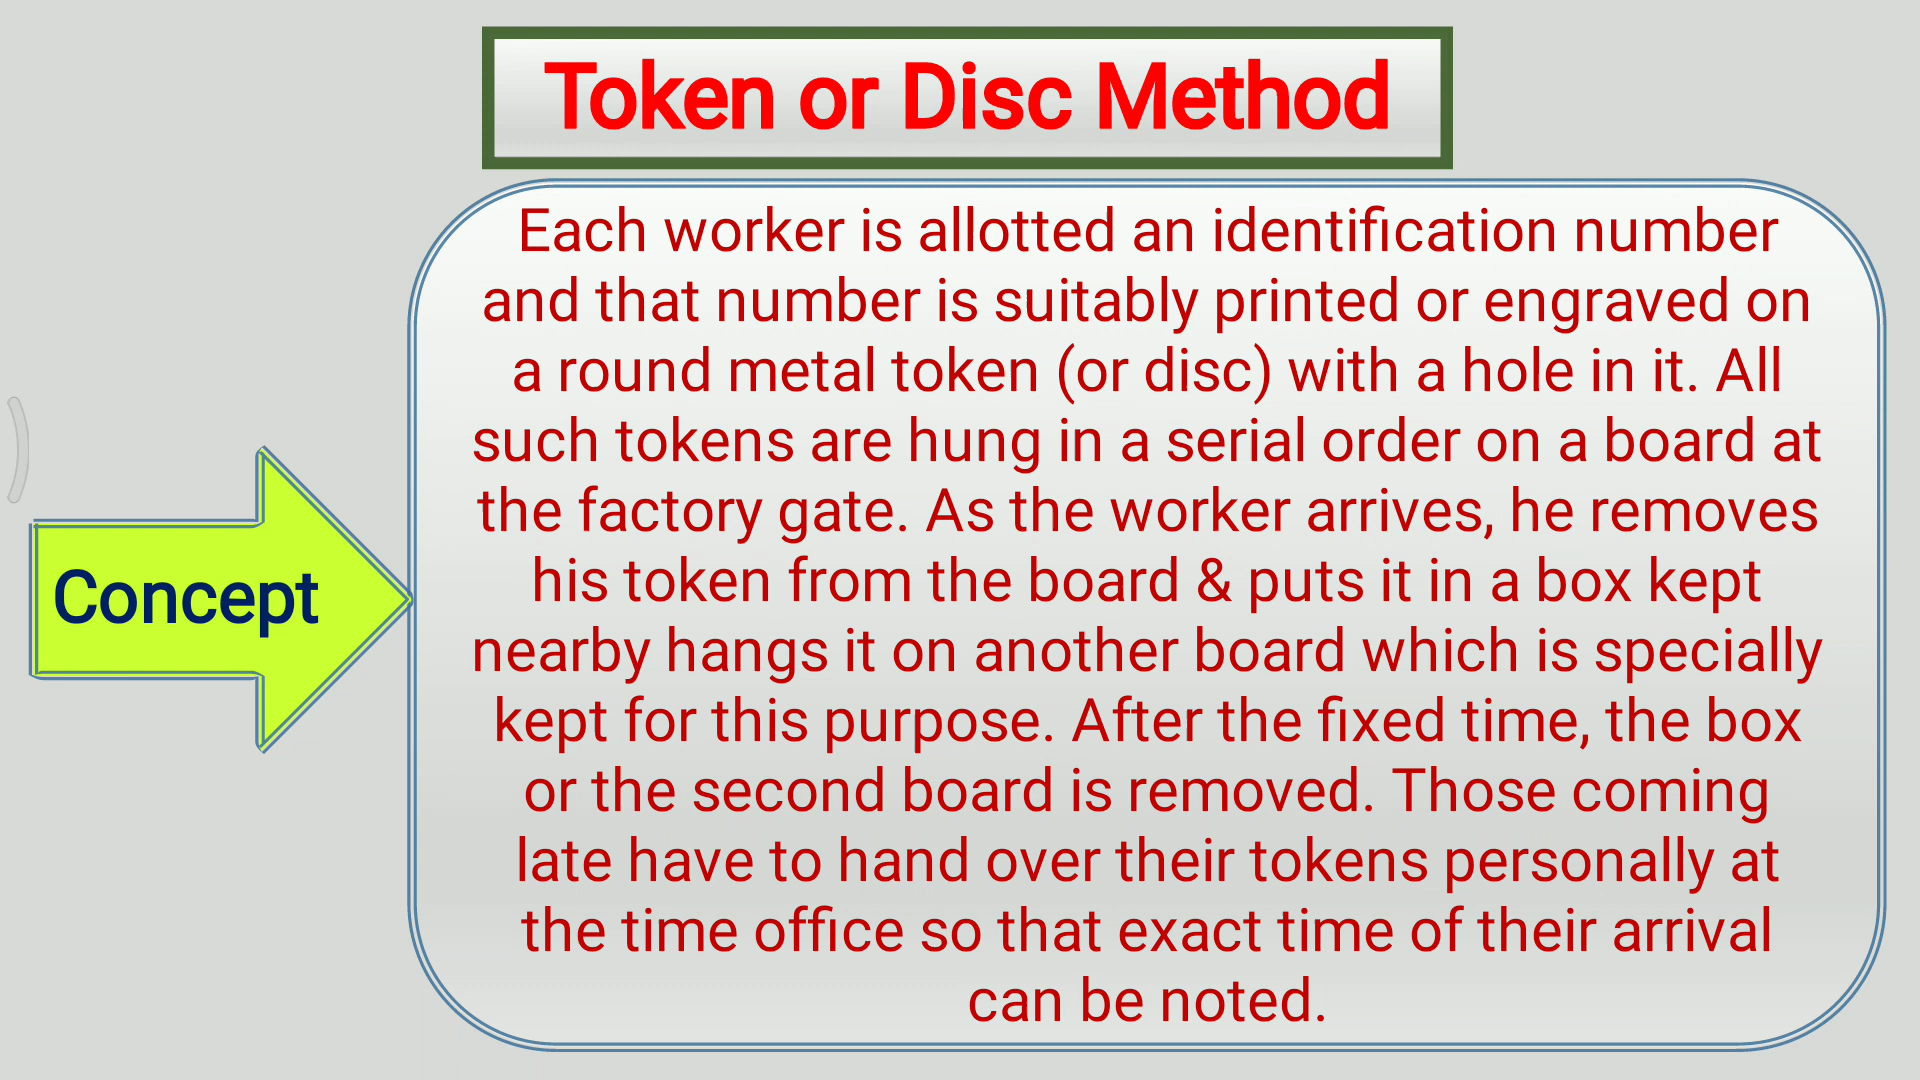 Token or Disc Method
Each worker is allotted an identification number
and that number is suitably printed or engraved on
a round metal token (or disc) with a hole in it. All
such tokens are hung in a serial order on a board at
the factory gate. As the worker arrives, he removes
his token from the board & puts it in a box kept
nearby hangs it on another board which is specially
kept for this purpose. After the fixed time, the box
or the second board is removed. Those coming
late have to hand over their tokens personally at
the time office so that exact time of their arrival
can be noted.
Concept